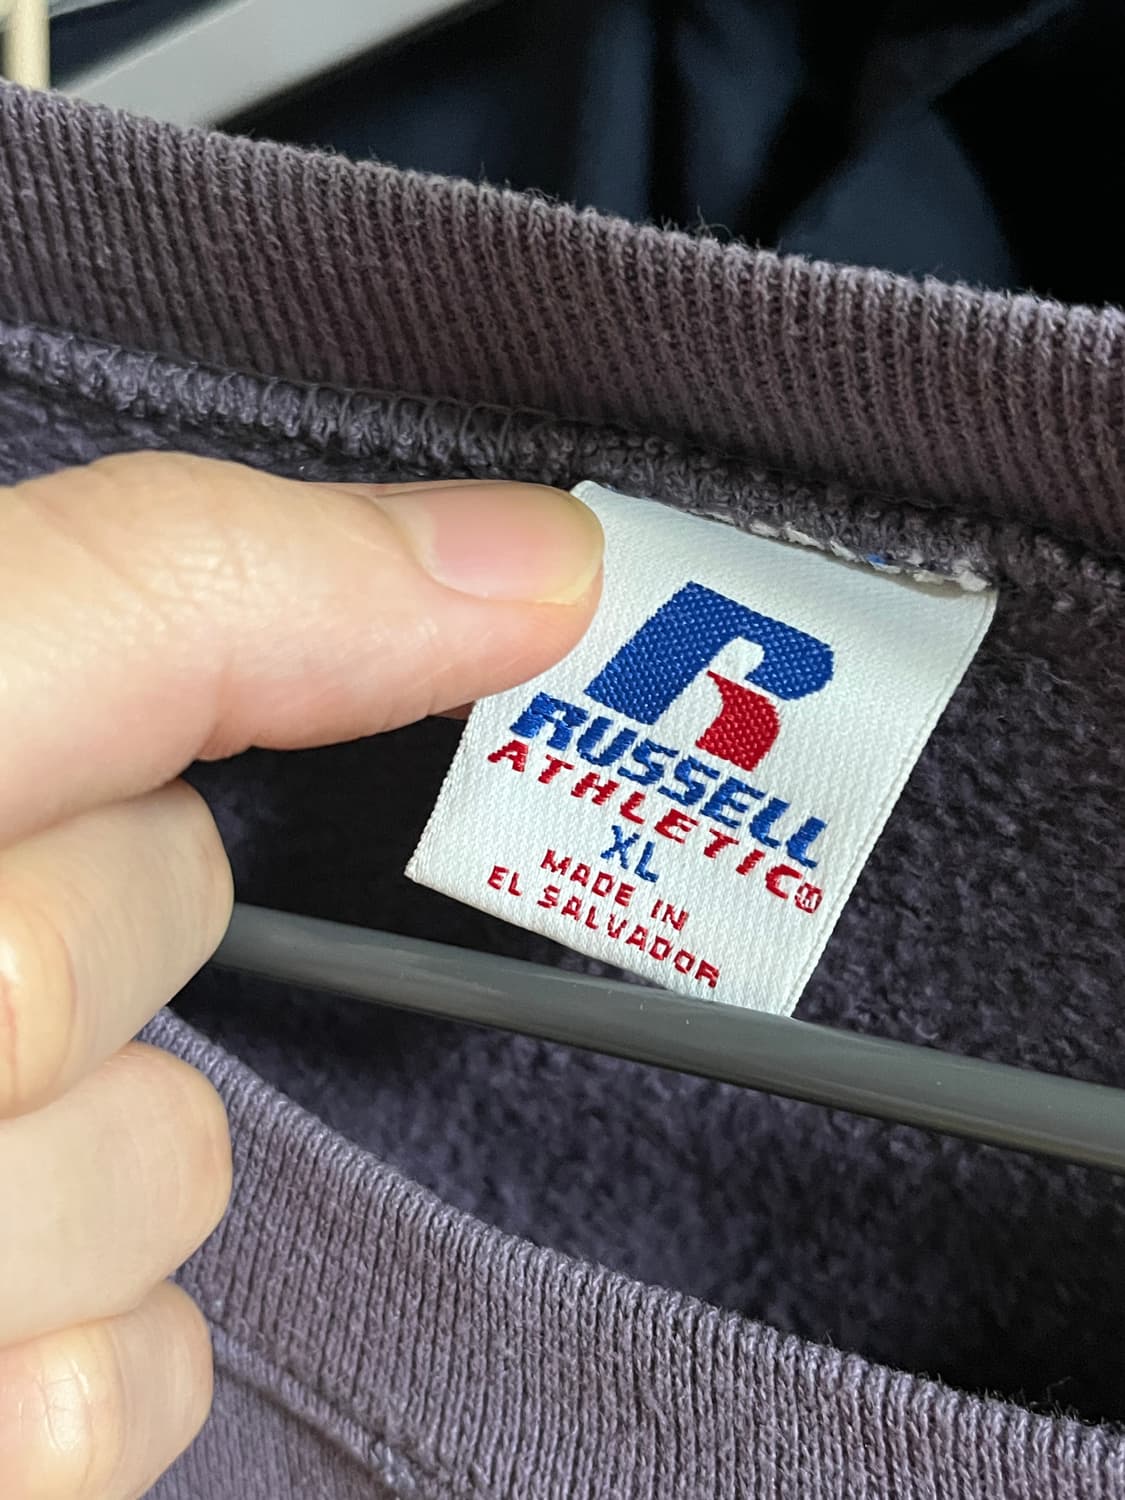 R
RUSSELL
ATHLETIC®
XL
MADE IN
EL SALVADOR